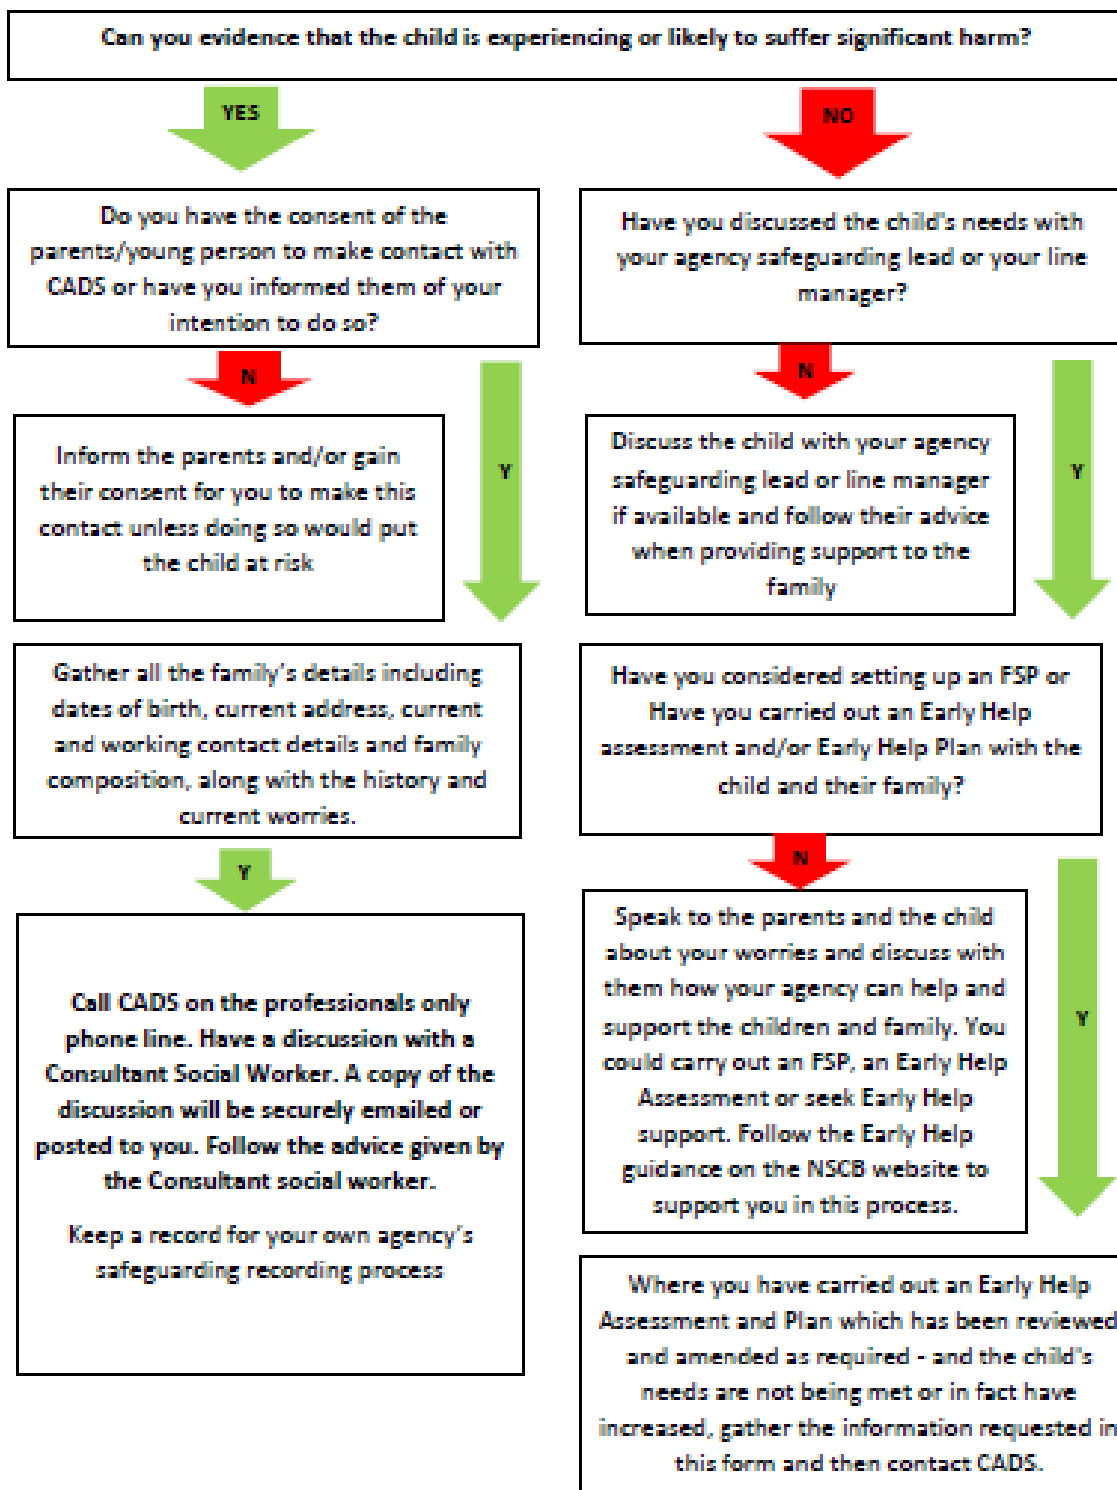 Can you evidence that the child is experiencing or likely to suffer significant harm?
YES
NO
Do you have the consent of the
parents/young person to make contact with
CADS or have you informed them of your
intention to do so?
Have you discussed the child's needs with
your agency safeguarding lead or your line
manager?
N
Y
N
Y
Inform the parents and/or gain
their consent for you to make this
contact unless doing so would put
the child at risk
Discuss the child with your agency
safeguarding lead or line manager
if available and follow their advice
when providing support to the
family
Gather all the family's details including
dates of birth, current address, current
and working contact details and family
composition, along with the history and
current worries.
Have you considered setting up an FSP or
Have you carried out an Early Help
assessment and/or Early Help Plan with the
child and their family?
Y
N
Y
Call CADS on the professionals only
phone line. Have a discussion with a
Consultant Social Worker. A copy of the
discussion will be securely emailed or
posted to you. Follow the advice given by
the Consultant social worker.
Keep a record for your own agency's
safeguarding recording process
Speak to the parents and the child
about your worries and discuss with
them how your agency can help and
support the children and family. You
could carry out an FSP, an Early Help
Assessment or seek Early Help
support. Follow the Early Help
guidance on the NSCB website to
support you in this process.
Where you have carried out an Early Help
Assessment and Plan which has been reviewed
and amended as required - and the child's
needs are not being met or in fact have
increased, gather the information requested in
this form and then contact CADS.